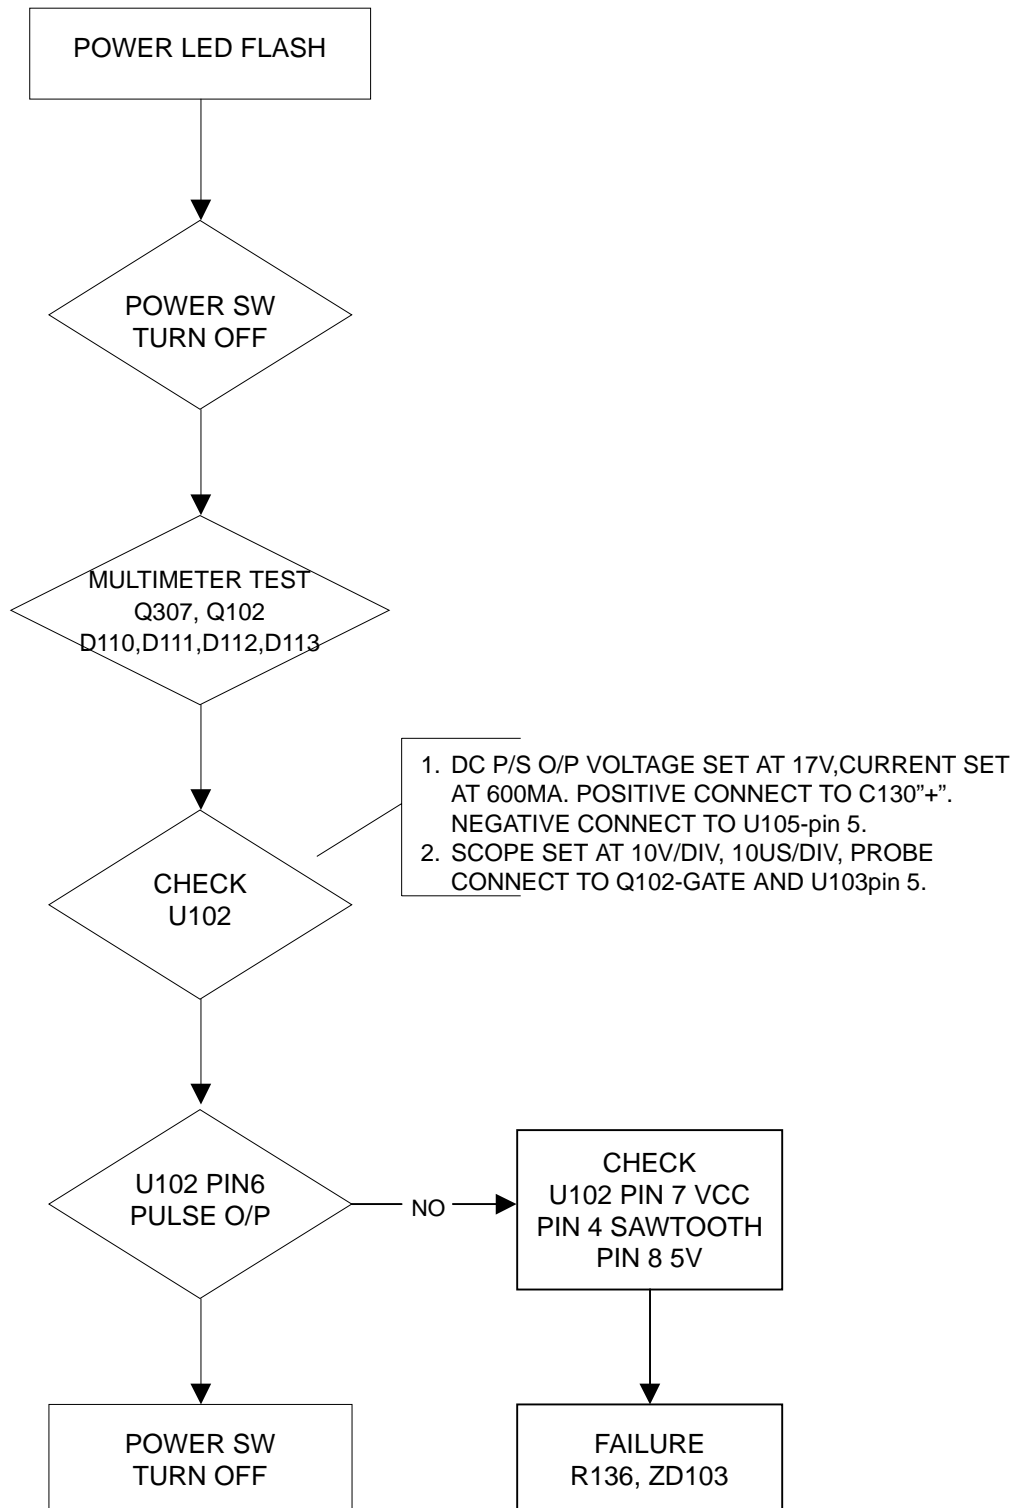 POWER LED FLASH
POWER SW
TURN OFF
MULTIMETER TEST
Q307, Q102
D110,D111,D112,D113
1. DC P/S O/P VOLTAGE SET AT 17V,CURRENT SET
AT 600MA. POSITIVE CONNECT TO C130”+”.
NEGATIVE CONNECT TO U105-pin 5.
2. SCOPE SET AT 10V/DIV, 10US/DIV, PROBE
CONNECT TO Q102-GATE AND U103pin 5.
CHECK
U102
U102 PIN6
PULSE O/P
NO
CHECK
U102 PIN 7 VCC
PIN 4 SAWTOOTH
PIN 8 5V
POWER SW
TURN OFF
FAILURE
R136, ZD103